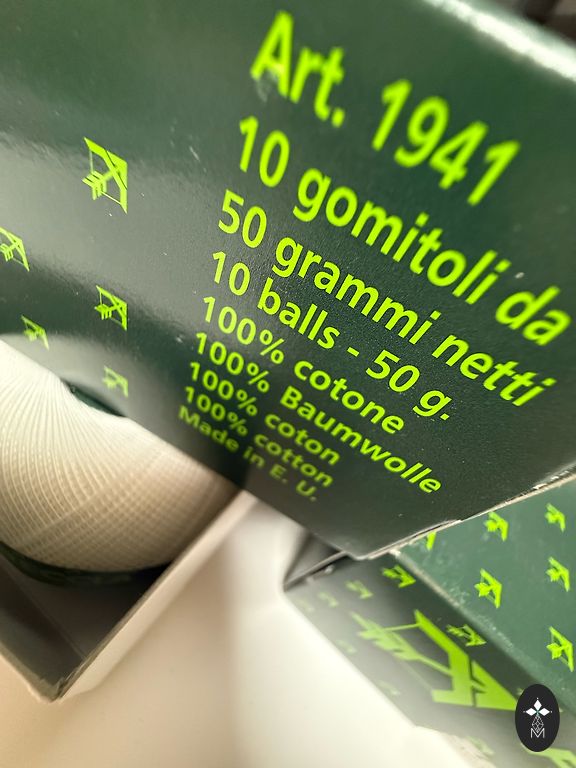 Art. 1941
10 gomitoli da
50 grammi netti
10 balls - 50 g.
100% cotone
100% Baumwolle
100% coton
100% cotton
Made in E. U.
M